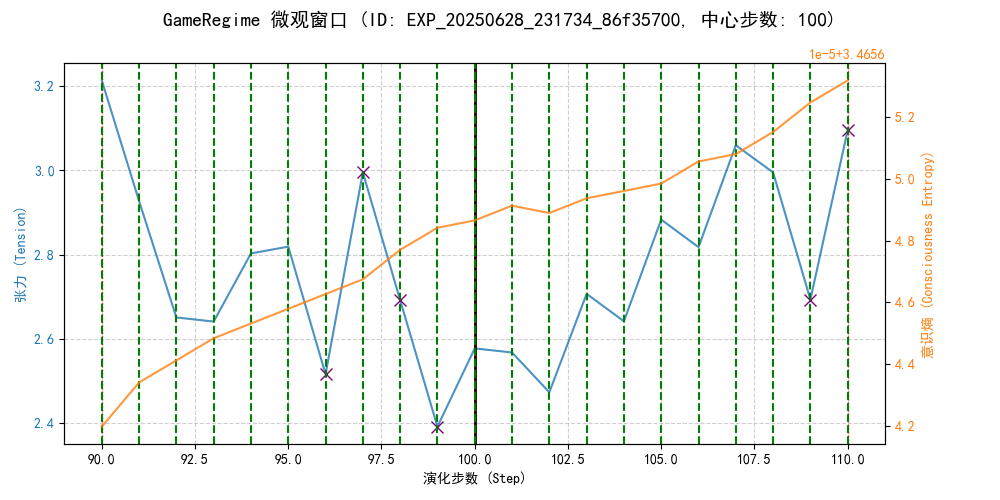 GameRegime 微观窗口 (ID: EXP_20250628_231734_86f35700, 中心步数: 100)
1e-5+3.4656
3.2
3.0
2.8
2.6
2.4
张力 (Tension)
5.2
5.0
4.8
4.6
4.4
4.2
意识熵 (Consciousness Entropy)
90.0 92.5 95.0 97.5 100.0 102.5 105.0 107.5 110.0
演化步数 (Step)